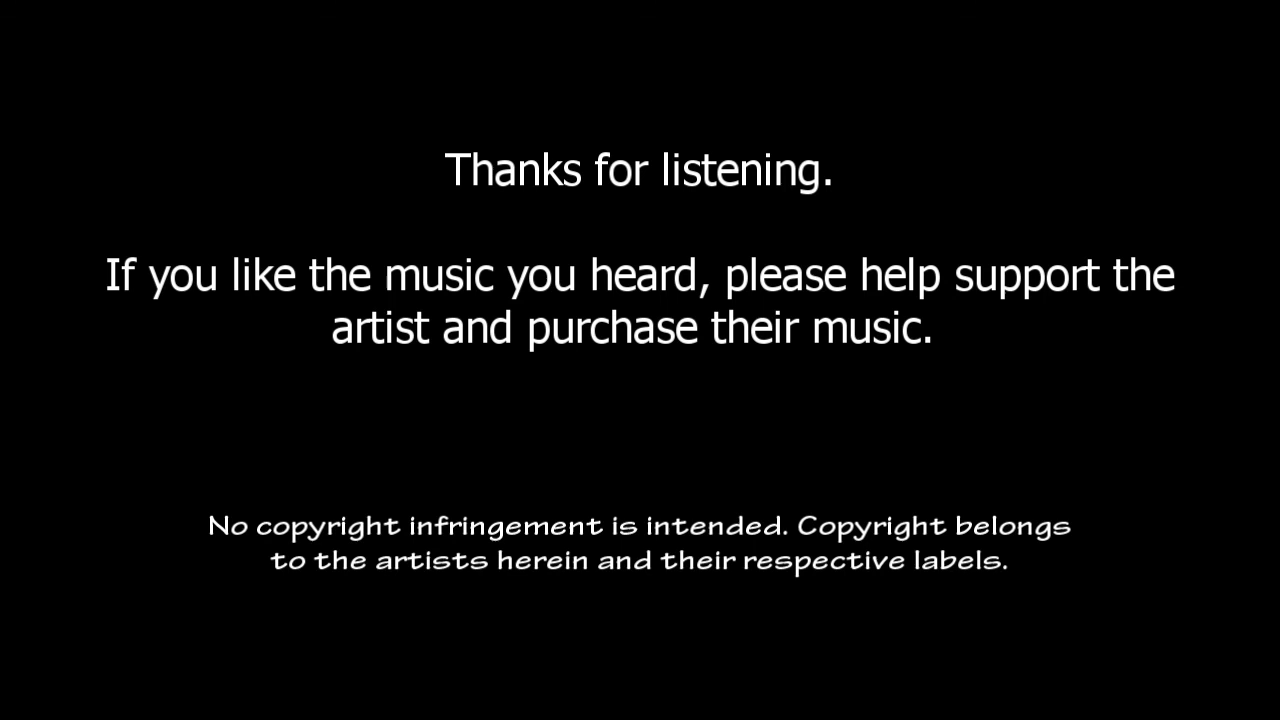 Thanks for listening.
If you like the music you heard, please help support the
artist and purchase their music.
No copyright infringement is intended. Copyright belongs
to the artists herein and their respective labels.